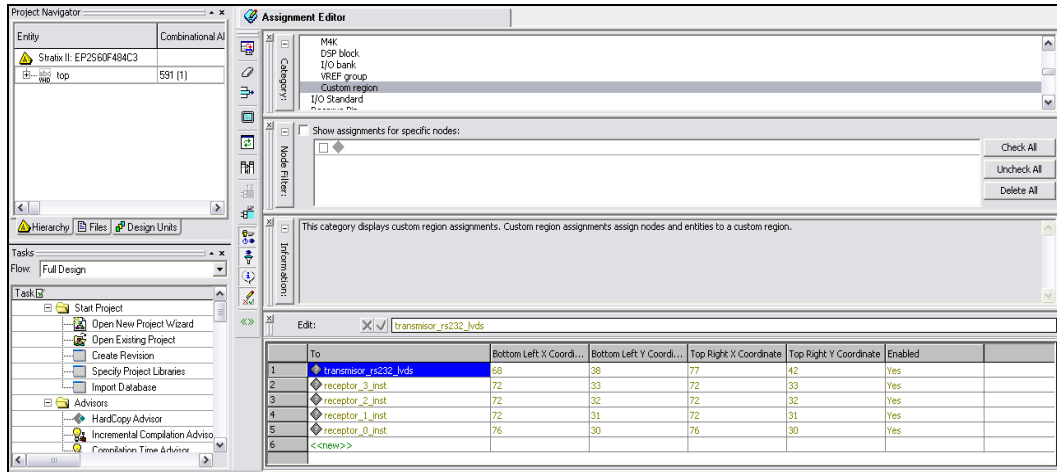 Project Navigator
Entity Combinational Al
Stratix II: EP2S60F484C3
top 591 (1)
Hierarchy Files Design Units
Tasks
Flow: Full Design
Task
Start Project
Open New Project Wizard
Open Existing Project
Create Revision
Specify Project Libraries
Import Database
Advisors
HardCopy Advisor
Incremental Compilation Adviso
Compilation Time Advisor
Assignment Editor
Category:
M4K
DSP block
I/O bank
VREF group
Custom region
I/O Standard
Node Filter:
Show assignments for specific nodes:
Check All
Uncheck All
Delete All
Information:
This category displays custom region assignments. Custom region assignments assign nodes and entities to a custom region.
Edit: transmisor_rs232_lvds
To Bottom Left X Coordi... Bottom Left Y Coordi... Top Right X Coordinate Top Right Y Coordinate Enabled
1 transmisor_rs232_lvds 68 38 77 42 Yes
2 receptor_3_inst 72 33 72 33 Yes
3 receptor_2_inst 72 32 72 32 Yes
4 receptor_1_inst 72 31 72 31 Yes
5 receptor_0_inst 76 30 76 30 Yes
6 <<new>>